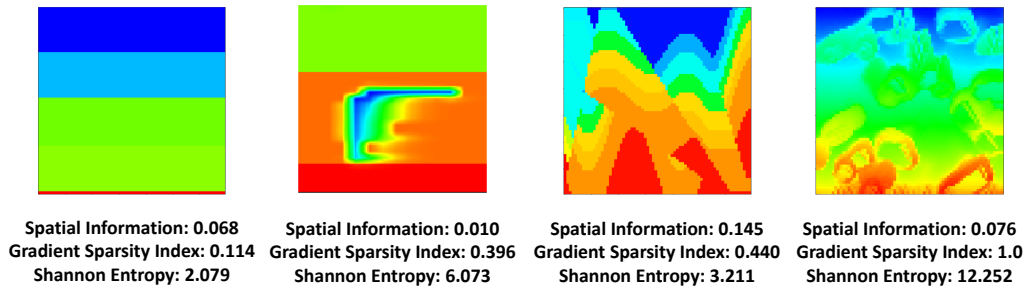 Spatial Information: 0.068
Gradient Sparsity Index: 0.114
Shannon Entropy: 2.079
Spatial Information: 0.010
Gradient Sparsity Index: 0.396
Shannon Entropy: 6.073
Spatial Information: 0.145
Gradient Sparsity Index: 0.440
Shannon Entropy: 3.211
Spatial Information: 0.076
Gradient Sparsity Index: 1.0
Shannon Entropy: 12.252